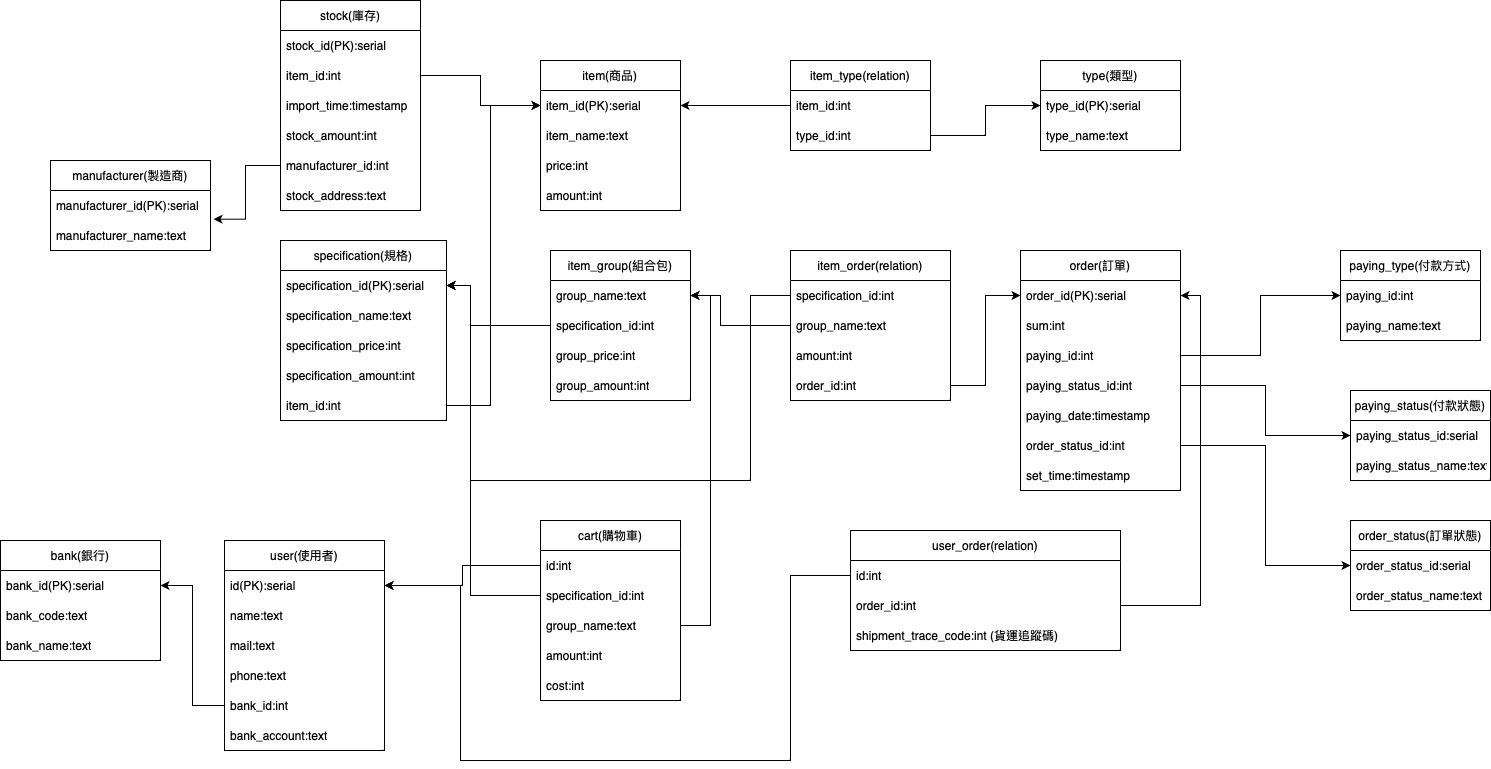 stock(庫存)
stock_id(PK):serial
item_id:int
import_time:timestamp
stock_amount:int
manufacturer_id:int
stock_address:text
item(商品)
item_id(PK):serial
item_name:text
price:int
amount:int
item_type(relation)
item_id:int
type_id:int
type(類型)
type_id(PK):serial
type_name:text
manufacturer(製造商)
manufacturer_id(PK):serial
manufacturer_name:text
specification(規格)
specification_id(PK):serial
specification_name:text
specification_price:int
specification_amount:int
item_id:int
item_group(組合包)
group_name:text
specification_id:int
group_price:int
group_amount:int
item_order(relation)
specification_id:int
group_name:text
amount:int
order_id:int
order(訂單)
order_id(PK):serial
sum:int
paying_id:int
paying_status_id:int
paying_date:timestamp
order_status_id:int
set_time:timestamp
paying_type(付款方式)
paying_id:int
paying_name:text
paying_status(付款狀態)
paying_status_id:serial
paying_status_name:text
bank(銀行)
bank_id(PK):serial
bank_code:text
bank_name:text
user(使用者)
id(PK):serial
name:text
mail:text
phone:text
bank_id:int
bank_account:text
cart(購物車)
id:int
specification_id:int
group_name:text
amount:int
cost:int
user_order(relation)
id:int
order_id:int
shipment_trace_code:int (貨運追蹤碼)
order_status(訂單狀態)
order_status_id:serial
order_status_name:text